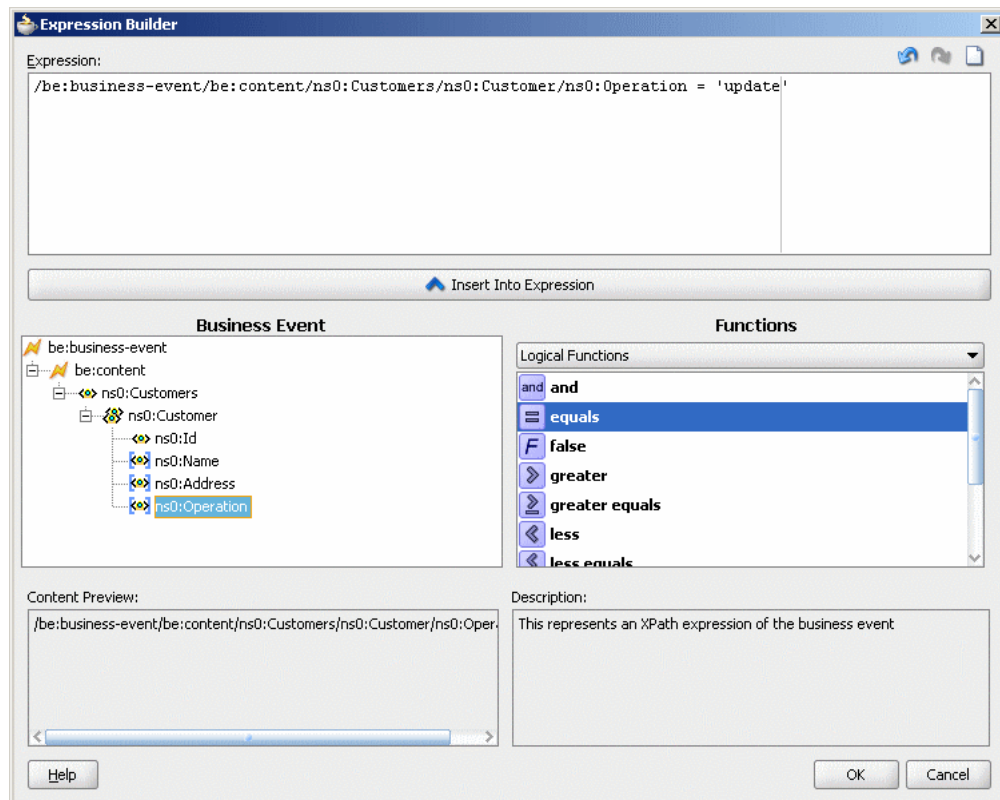 Expression Builder
Expression:
/be:business-event/be:content/ns0:Customers/ns0:Customer/ns0:Operation = 'update'
Insert Into Expression
Business Event
be:business-event
be:content
ns0:Customers
ns0:Customer
ns0:Id
ns0:Name
ns0:Address
ns0:Operation
Functions
Logical Functions
and and
equals
F false
greater
greater equals
less
less equals
Content Preview:
/be:business-event/be:content/ns0:Customers/ns0:Customer/ns0:Oper
Description:
This represents an XPath expression of the business event
Help
OK
Cancel